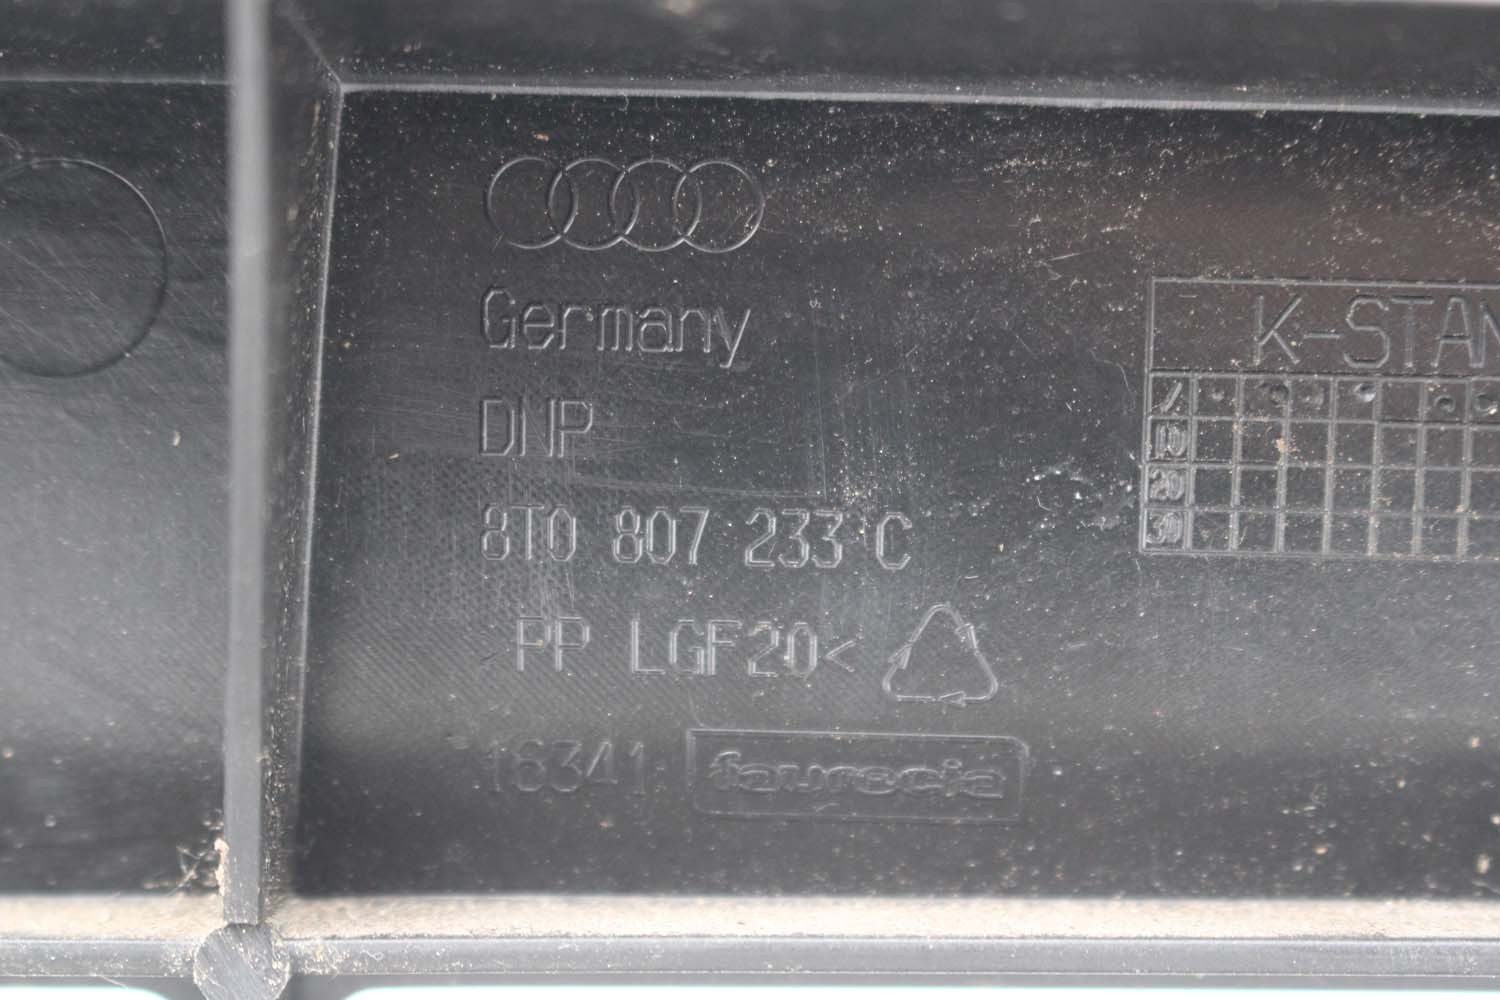 Germany
DNP
8T0 807 233 C
PP LGF20<
16341 faurecia
K-STAN
10
20
30